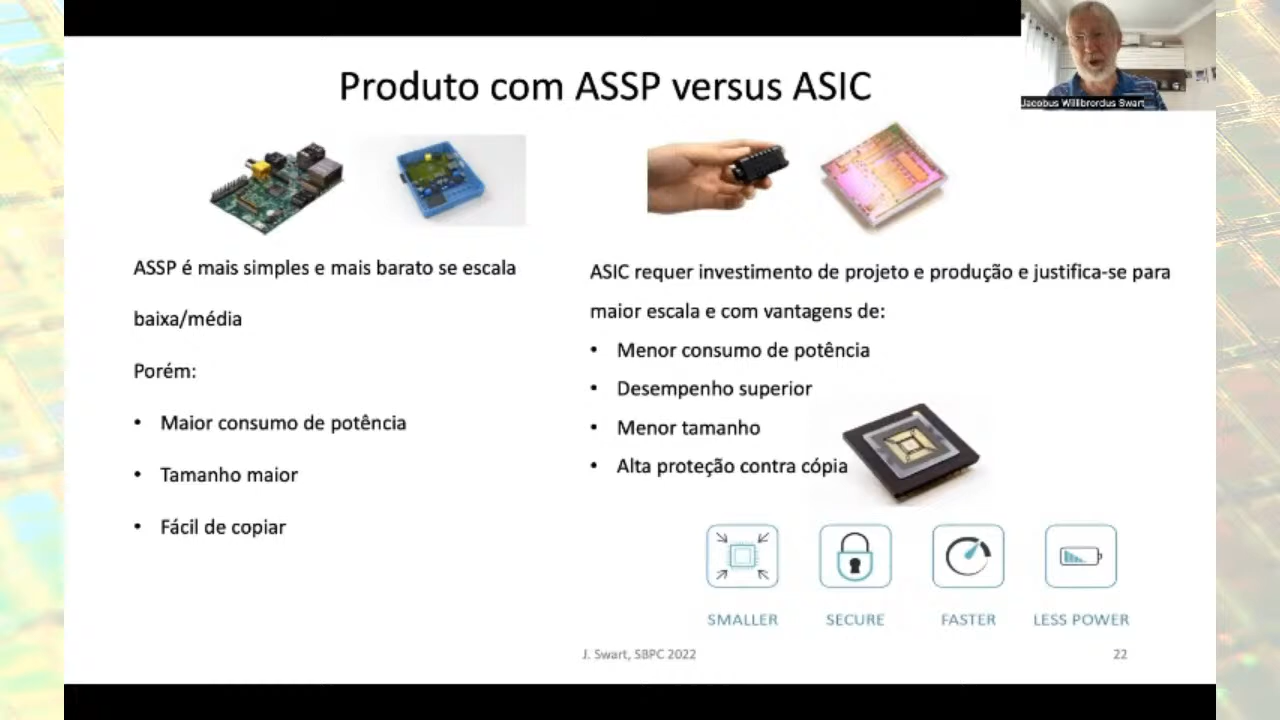 Jacobus Willibrordus Swart
Produto com ASSP versus ASIC
ASSP é mais simples e mais barato se escala
baixa/média
Porém:
• Maior consumo de potência
• Tamanho maior
• Fácil de copiar
ASIC requer investimento de projeto e produção e justifica-se para
maior escala e com vantagens de:
• Menor consumo de potência
• Desempenho superior
• Menor tamanho
• Alta proteção contra cópia
SMALLER
SECURE
FASTER
LESS POWER
J. Swart, SBPC 2022
22